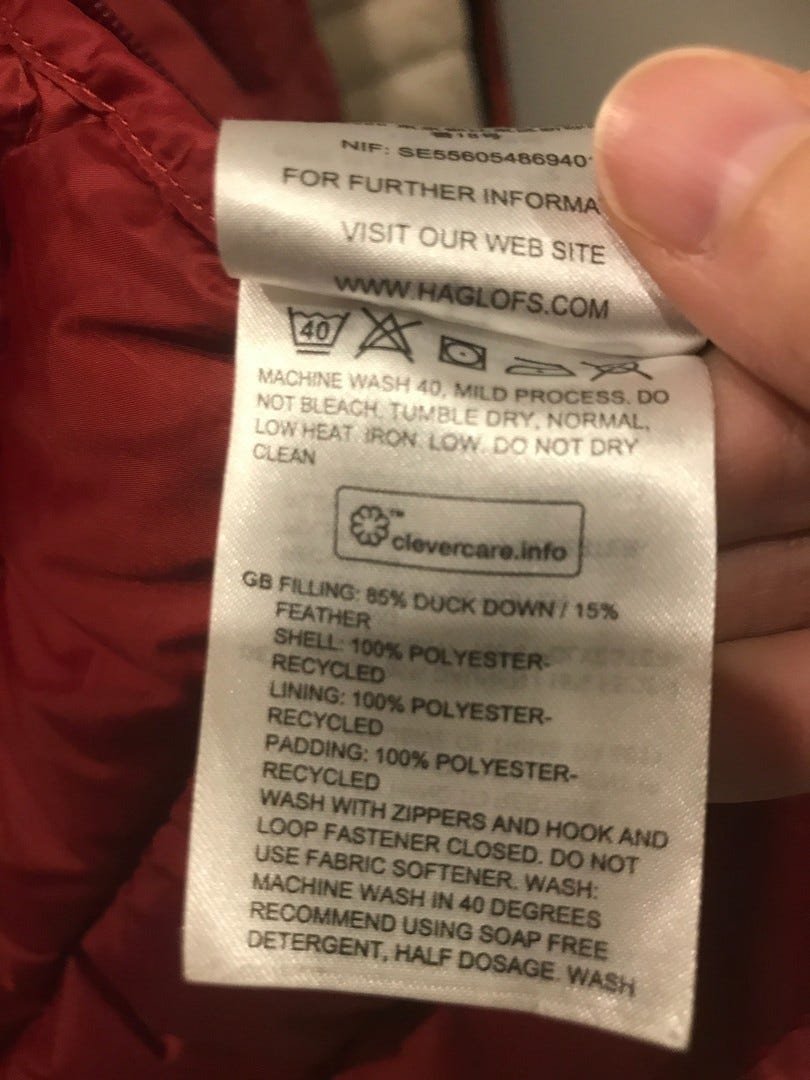 NIF: SE55605486940
FOR FURTHER INFORMA
VISIT OUR WEB SITE
WWW.HAGLOFS.COM
40
MACHINE WASH 40, MILD PROCESS. DO
NOT BLEACH. TUMBLE DRY, NORMAL,
LOW HEAT. IRON. LOW. DO NOT DRY
CLEAN
™
clevercare.info
GB FILLING: 85% DUCK DOWN / 15%
FEATHER
SHELL: 100% POLYESTER-
RECYCLED
LINING: 100% POLYESTER-
RECYCLED
PADDING: 100% POLYESTER-
RECYCLED
WASH WITH ZIPPERS AND HOOK AND
LOOP FASTENER CLOSED. DO NOT
USE FABRIC SOFTENER. WASH:
MACHINE WASH IN 40 DEGREES
RECOMMEND USING SOAP FREE
DETERGENT, HALF DOSAGE. WASH